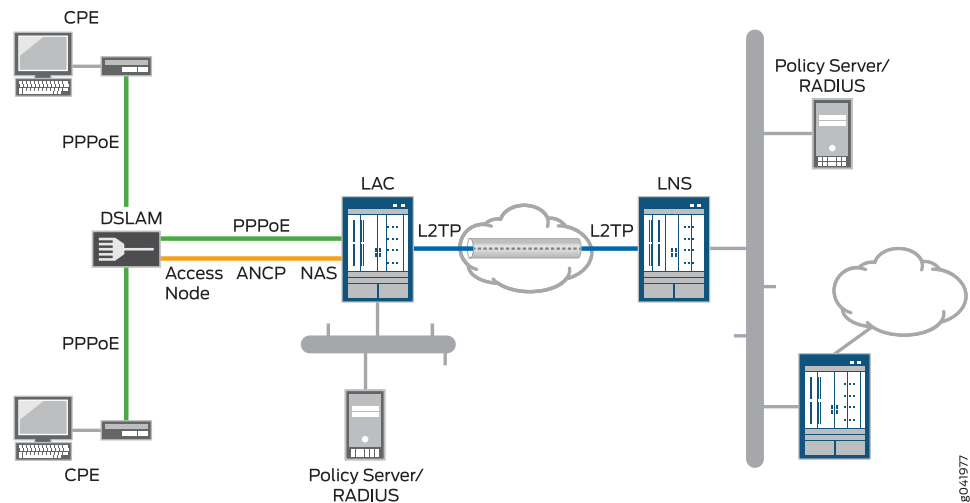 CPE
Policy Server/
RADIUS
PPPoE
LAC
LNS
DSLAM
PPPoE
L2TP
L2TP
Access
Node
ANCP
NAS
PPPoE
CPE
Policy Server/
RADIUS
g041977